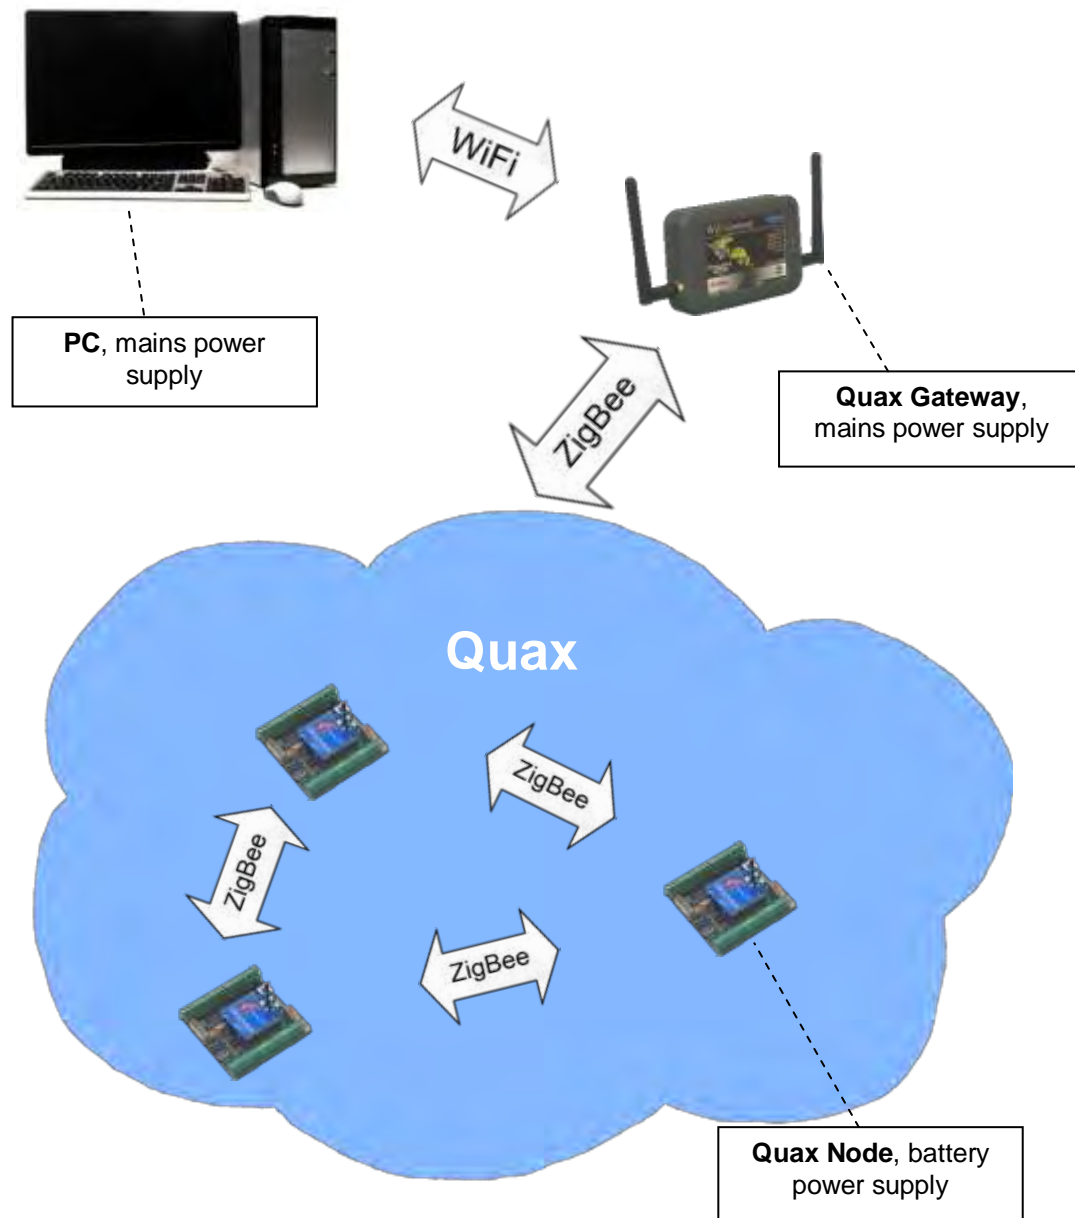 WiFi
PC, mains power
supply
Quax Gateway,
mains power supply
ZigBee
Quax
ZigBee
ZigBee
ZigBee
Quax Node, battery
power supply